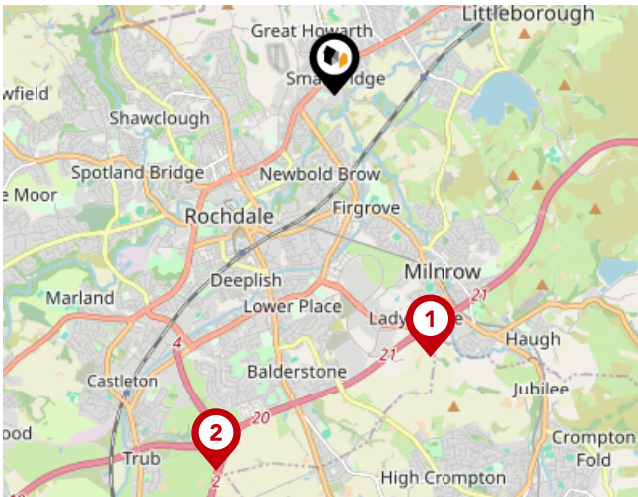 Littleborough
Great Howarth
wfield
Shawclough
Spotland Bridge
Newbold Brow
e Moor
Rochdale
Firgrove
Deeplish
Milnrow
Marland
Lower Place
21
1
4
21
Haugh
Castleton
Balderstone
Jubilee
20
2
ood
Crompton
Fold
Trub
High Crompton
2